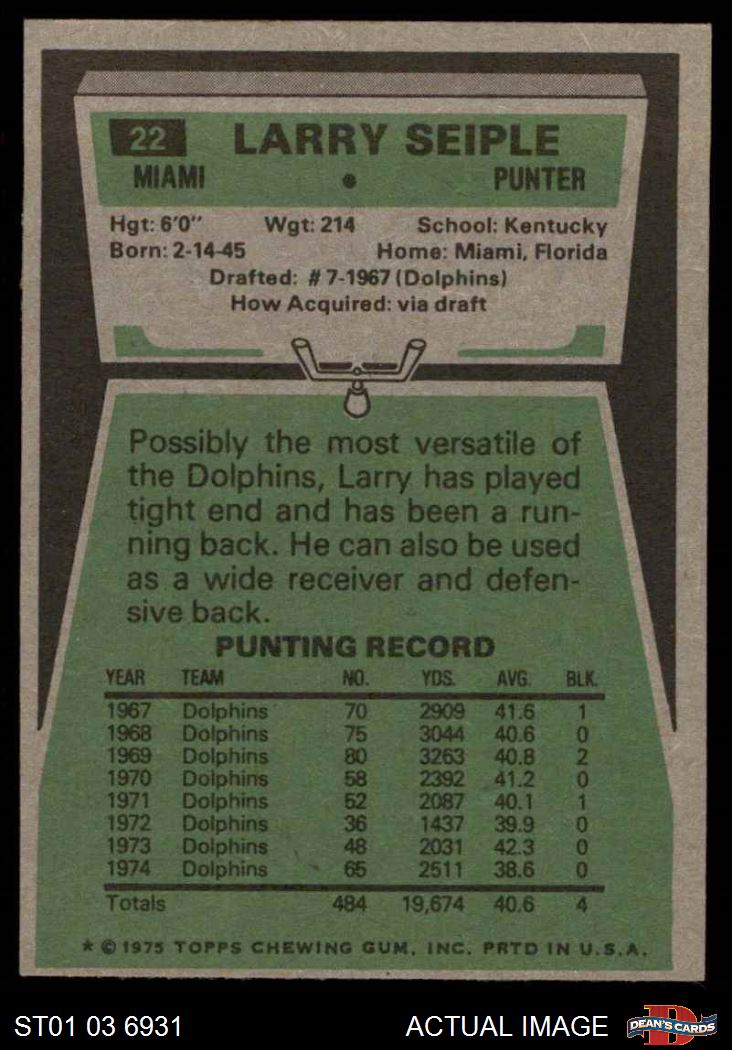 22 LARRY SEIPLE
MIAMI • PUNTER
Hgt: 6'0" Wgt: 214 School: Kentucky
Born: 2-14-45 Home: Miami, Florida
Drafted: #7-1967 (Dolphins)
How Acquired: via draft
Possibly the most versatile of
the Dolphins, Larry has played
tight end and has been a run-
ning back. He can also be used
as a wide receiver and defen-
sive back.
PUNTING RECORD
YEAR TEAM NO. YDS. AVG. BLK.
1967 Dolphins 70 2909 41.6 1
1968 Dolphins 75 3044 40.6 0
1969 Dolphins 80 3263 40.8 2
1970 Dolphins 58 2392 41.2 0
1971 Dolphins 52 2087 40.1 1
1972 Dolphins 36 1437 39.9 0
1973 Dolphins 48 2031 42.3 0
1974 Dolphins 65 2511 38.6 0
Totals 484 19,674 40.6 4
* © 1975 TOPPS CHEWING GUM, INC. PRTD IN U.S.A.
ST01 03 6931 ACTUAL IMAGE D DEAN'S CARDS